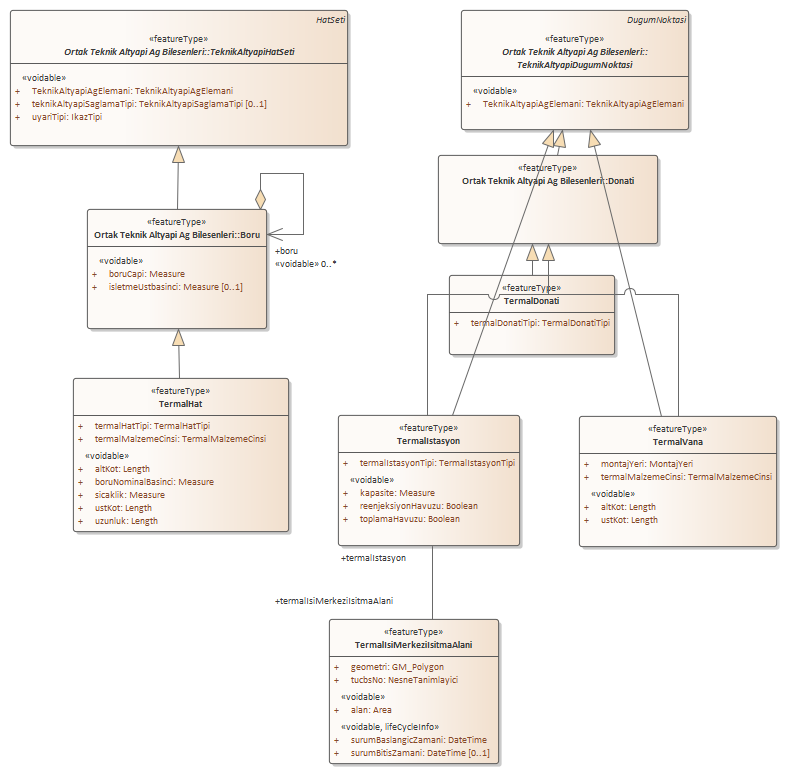 HatSeti
«featureType»
Ortak Teknik Altyapi Ag Bilesenleri::TeknikAltyapiHatSeti
«voidable»
+ TeknikAltyapiAgElemani: TeknikAltyapiAgElemani
+ teknikAltyapiSaglamaTipi: TeknikAltyapiSaglamaTipi [0..1]
+ uyariTipi: IkazTipi
DugumNoktasi
«featureType»
Ortak Teknik Altyapi Ag Bilesenleri::
TeknikAltyapiDugumNoktasi
«voidable»
+ TeknikAltyapiAgElemani: TeknikAltyapiAgElemani
«featureType»
Ortak Teknik Altyapi Ag Bilesenleri::Donati
«featureType»
Ortak Teknik Altyapi Ag Bilesenleri::Boru
«voidable»
+ boruCapi: Measure
+ isletmeUstbasinci: Measure [0..1]
+boru
«voidable» 0..*
«featureType»
TermalDonati
+ termalDonatiTipi: TermalDonatiTipi
«featureType»
TermalHat
+ termalHatTipi: TermalHatTipi
+ termalMalzemeCinsi: TermalMalzemeCinsi
«voidable»
+ altKot: Length
+ boruNominalBasinci: Measure
+ sicaklik: Measure
+ ustKot: Length
+ uzunluk: Length
«featureType»
TermalIstasyon
+ termalIstasyonTipi: TermalIstasyonTipi
«voidable»
+ kapasite: Measure
+ reenjeksiyonHavuzu: Boolean
+ toplamaHavuzu: Boolean
«featureType»
TermalVana
+ montajYeri: MontajYeri
+ termalMalzemeCinsi: TermalMalzemeCinsi
«voidable»
+ altKot: Length
+ ustKot: Length
+termalIstasyon
+termalIsiMerkeziIsitmaAlani
«featureType»
TermalIsiMerkeziIsitmaAlani
+ geometri: GM_Polygon
+ tucbsNo: NesneTanimlayici
«voidable»
+ alan: Area
«voidable, lifeCycleInfo»
+ surumBaslangicZamani: DateTime
+ surumBitisZamani: DateTime [0..1]